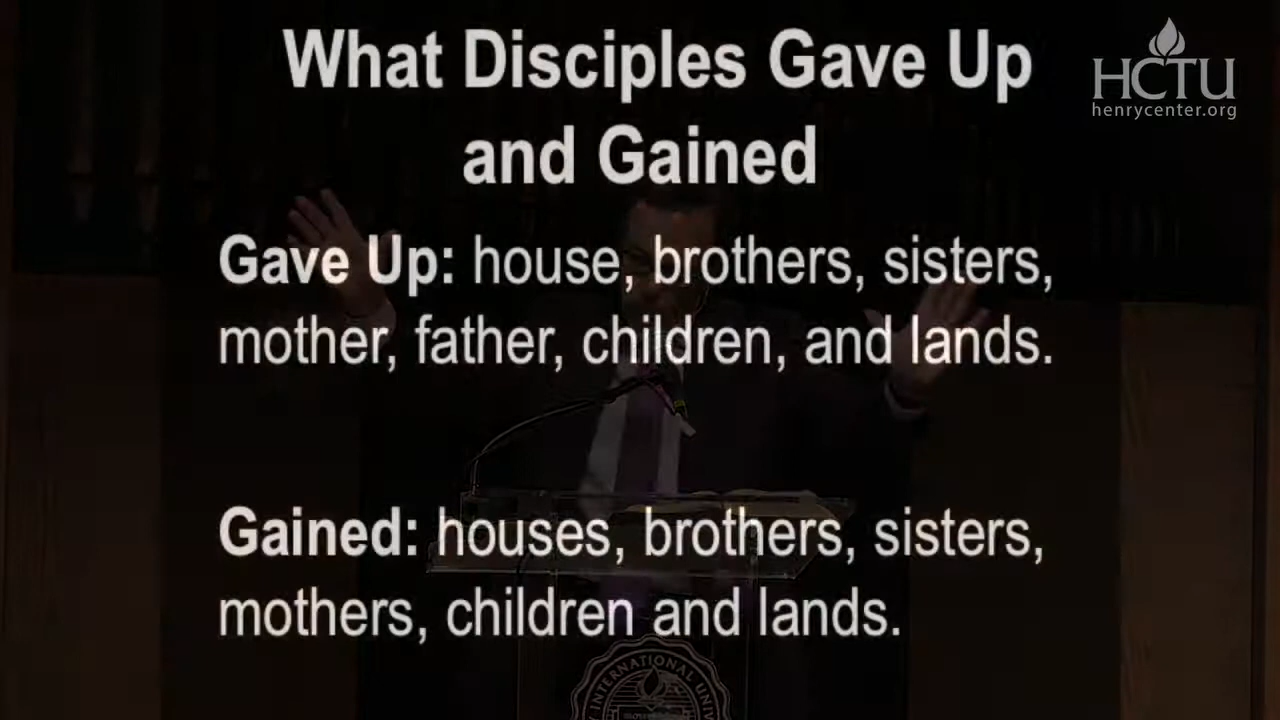 What Disciples Gave Up
and Gained
HCTU
henrycenter.org
Gave Up: house, brothers, sisters,
mother, father, children, and lands.
Gained: houses, brothers, sisters,
mothers, children and lands.
INTERNATIONAL